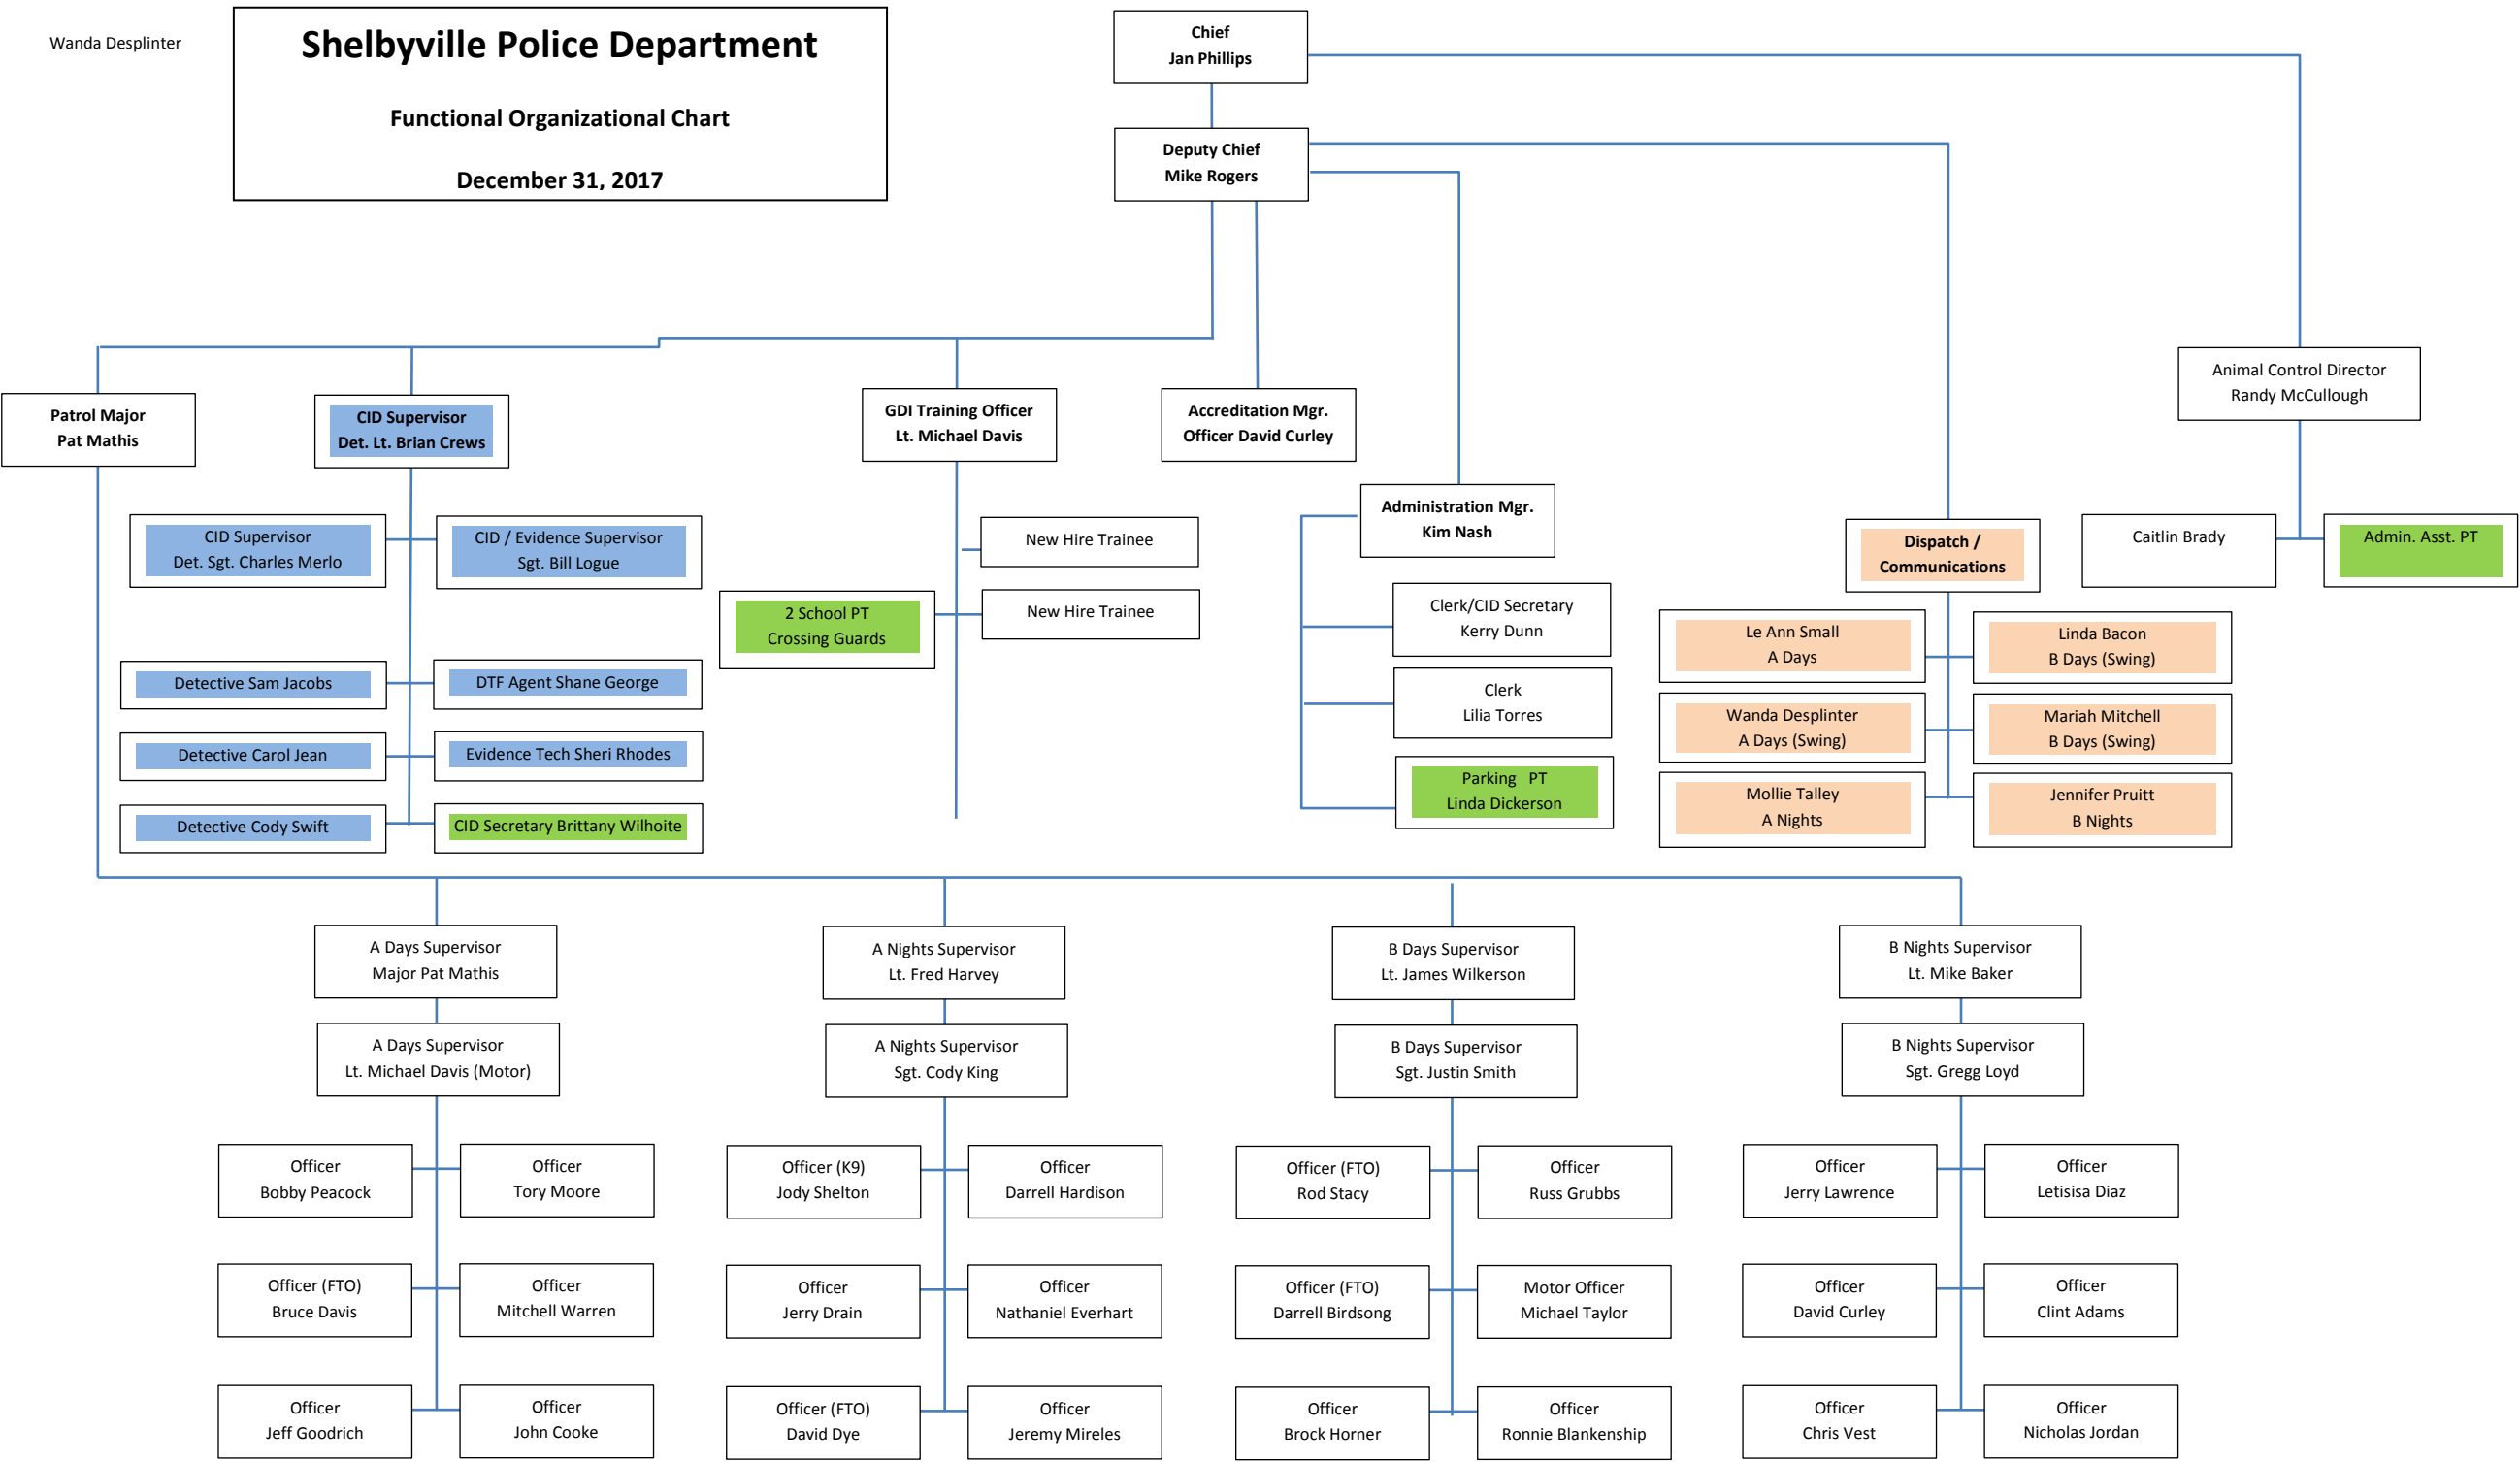 Wanda Desplinter
Shelbyville Police Department
Functional Organizational Chart
December 31, 2017
Chief
Jan Phillips
Deputy Chief
Mike Rogers
Animal Control Director
Randy McCullough
Patrol Major
Pat Mathis
CID Supervisor
Det. Lt. Brian Crews
GDI Training Officer
Lt. Michael Davis
Accreditation Mgr.
Officer David Curley
Administration Mgr.
Kim Nash
Dispatch /
Communications
Caitlin Brady
Admin. Asst. PT
CID Supervisor
Det. Sgt. Charles Merlo
CID / Evidence Supervisor
Sgt. Bill Logue
Detective Sam Jacobs
DTF Agent Shane George
Detective Carol Jean
Evidence Tech Sheri Rhodes
Detective Cody Swift
CID Secretary Brittany Wilhoite
New Hire Trainee
2 School PT
Crossing Guards
New Hire Trainee
Clerk/CID Secretary
Kerry Dunn
Clerk
Lilia Torres
Parking PT
Linda Dickerson
Le Ann Small
A Days
Linda Bacon
B Days (Swing)
Wanda Desplinter
A Days (Swing)
Mariah Mitchell
B Days (Swing)
Mollie Talley
A Nights
Jennifer Pruitt
B Nights
A Days Supervisor
Major Pat Mathis
A Nights Supervisor
Lt. Fred Harvey
B Days Supervisor
Lt. James Wilkerson
B Nights Supervisor
Lt. Mike Baker
A Days Supervisor
Lt. Michael Davis (Motor)
A Nights Supervisor
Sgt. Cody King
B Days Supervisor
Sgt. Justin Smith
B Nights Supervisor
Sgt. Gregg Loyd
Officer
Bobby Peacock
Officer
Tory Moore
Officer (K9)
Jody Shelton
Officer
Darrell Hardison
Officer (FTO)
Rod Stacy
Officer
Russ Grubbs
Officer
Jerry Lawrence
Officer
Letisisa Diaz
Officer (FTO)
Bruce Davis
Officer
Mitchell Warren
Officer
Jerry Drain
Officer
Nathaniel Everhart
Officer (FTO)
Darrell Birdsong
Motor Officer
Michael Taylor
Officer
David Curley
Officer
Clint Adams
Officer
Jeff Goodrich
Officer
John Cooke
Officer (FTO)
David Dye
Officer
Jeremy Mireles
Officer
Brock Horner
Officer
Ronnie Blankenship
Officer
Chris Vest
Officer
Nicholas Jordan